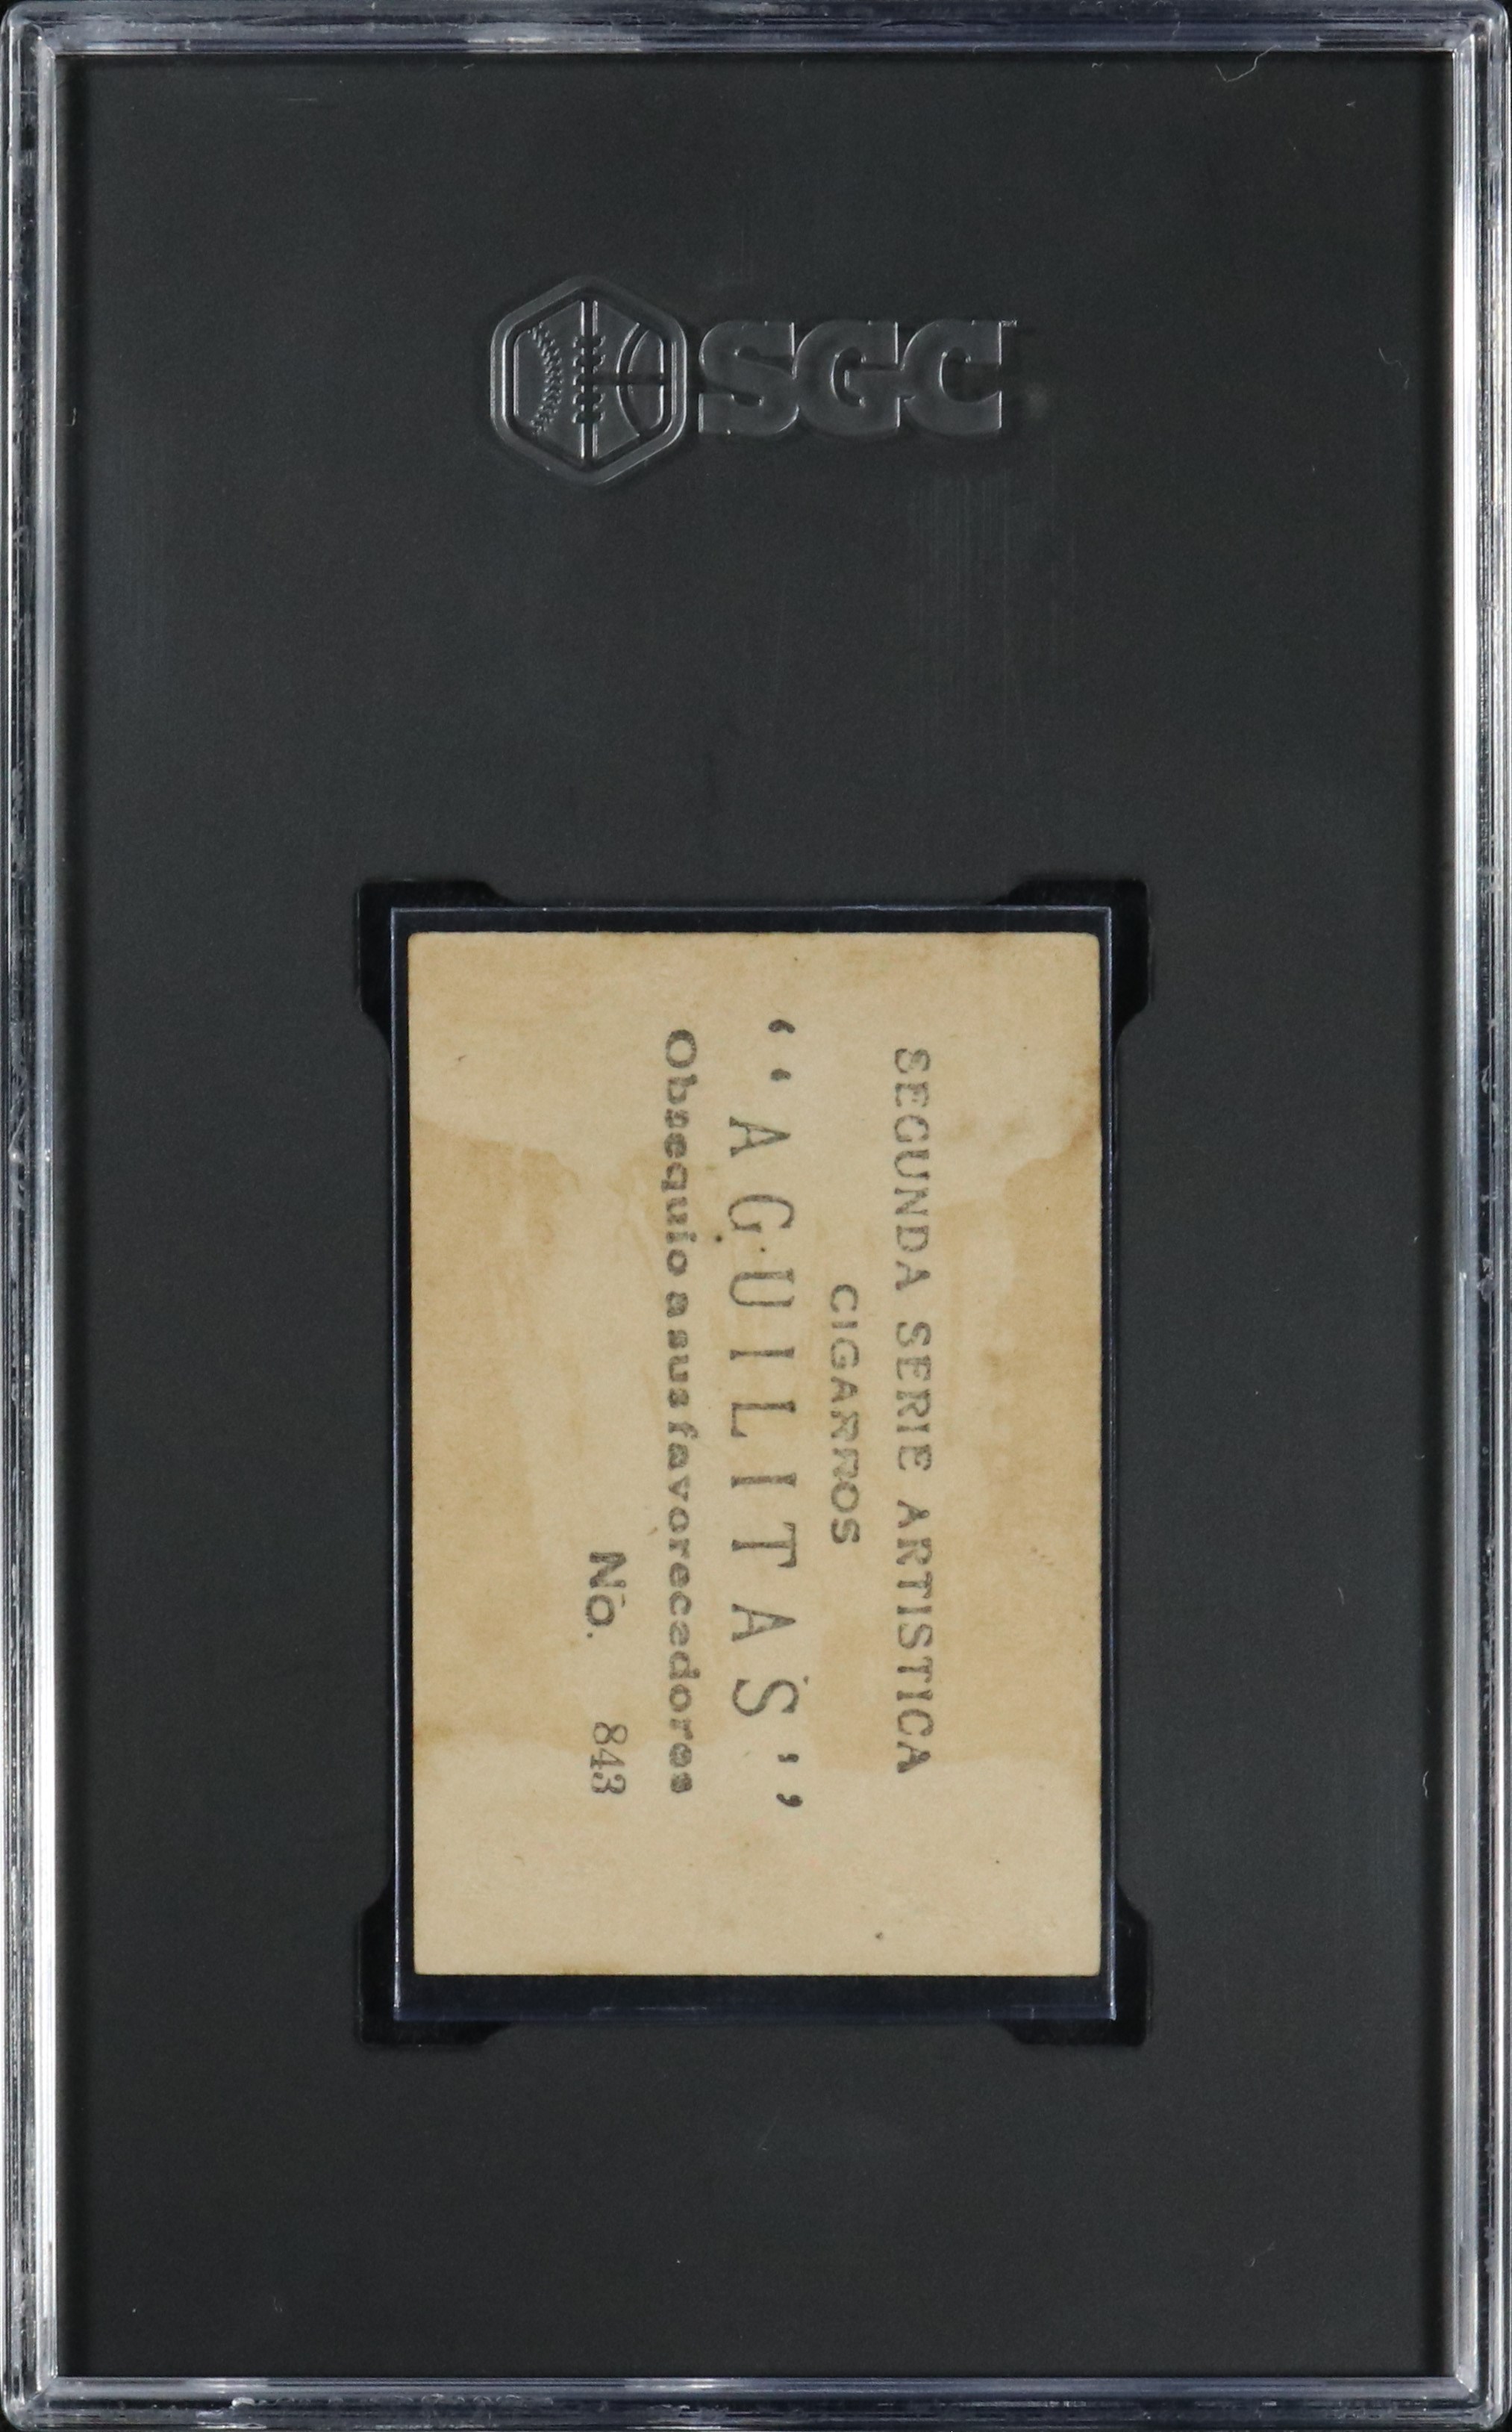 SGC
SEGUNDA SERIE ARTISTICA
CIGARROS
"AGUILITAS"
Obsequio a sus favorecedores
No. 843